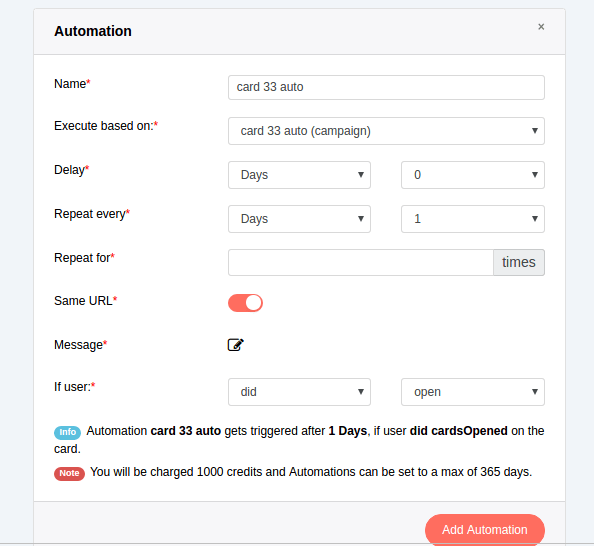 Automation ×
Name* card 33 auto
Execute based on:* card 33 auto (campaign)
Delay* Days 0
Repeat every* Days 1
Repeat for* times
Same URL*
Message*
If user:* did open
Info Automation card 33 auto gets triggered after 1 Days, if user did cardsOpened on the
card.
Note You will be charged 1000 credits and Automations can be set to a max of 365 days.
Add Automation